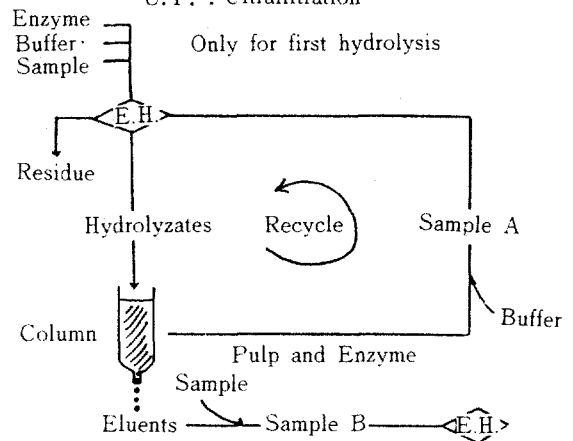 U.F. : Ultrafiltration
Enzyme
Buffer
Only for first hydrolysis
Sample
E.H.
Residue
Hydrolyzates
Recycle
Sample A
Column
Buffer
Pulp and Enzyme
Sample
Eluents
Sample B
E.H.